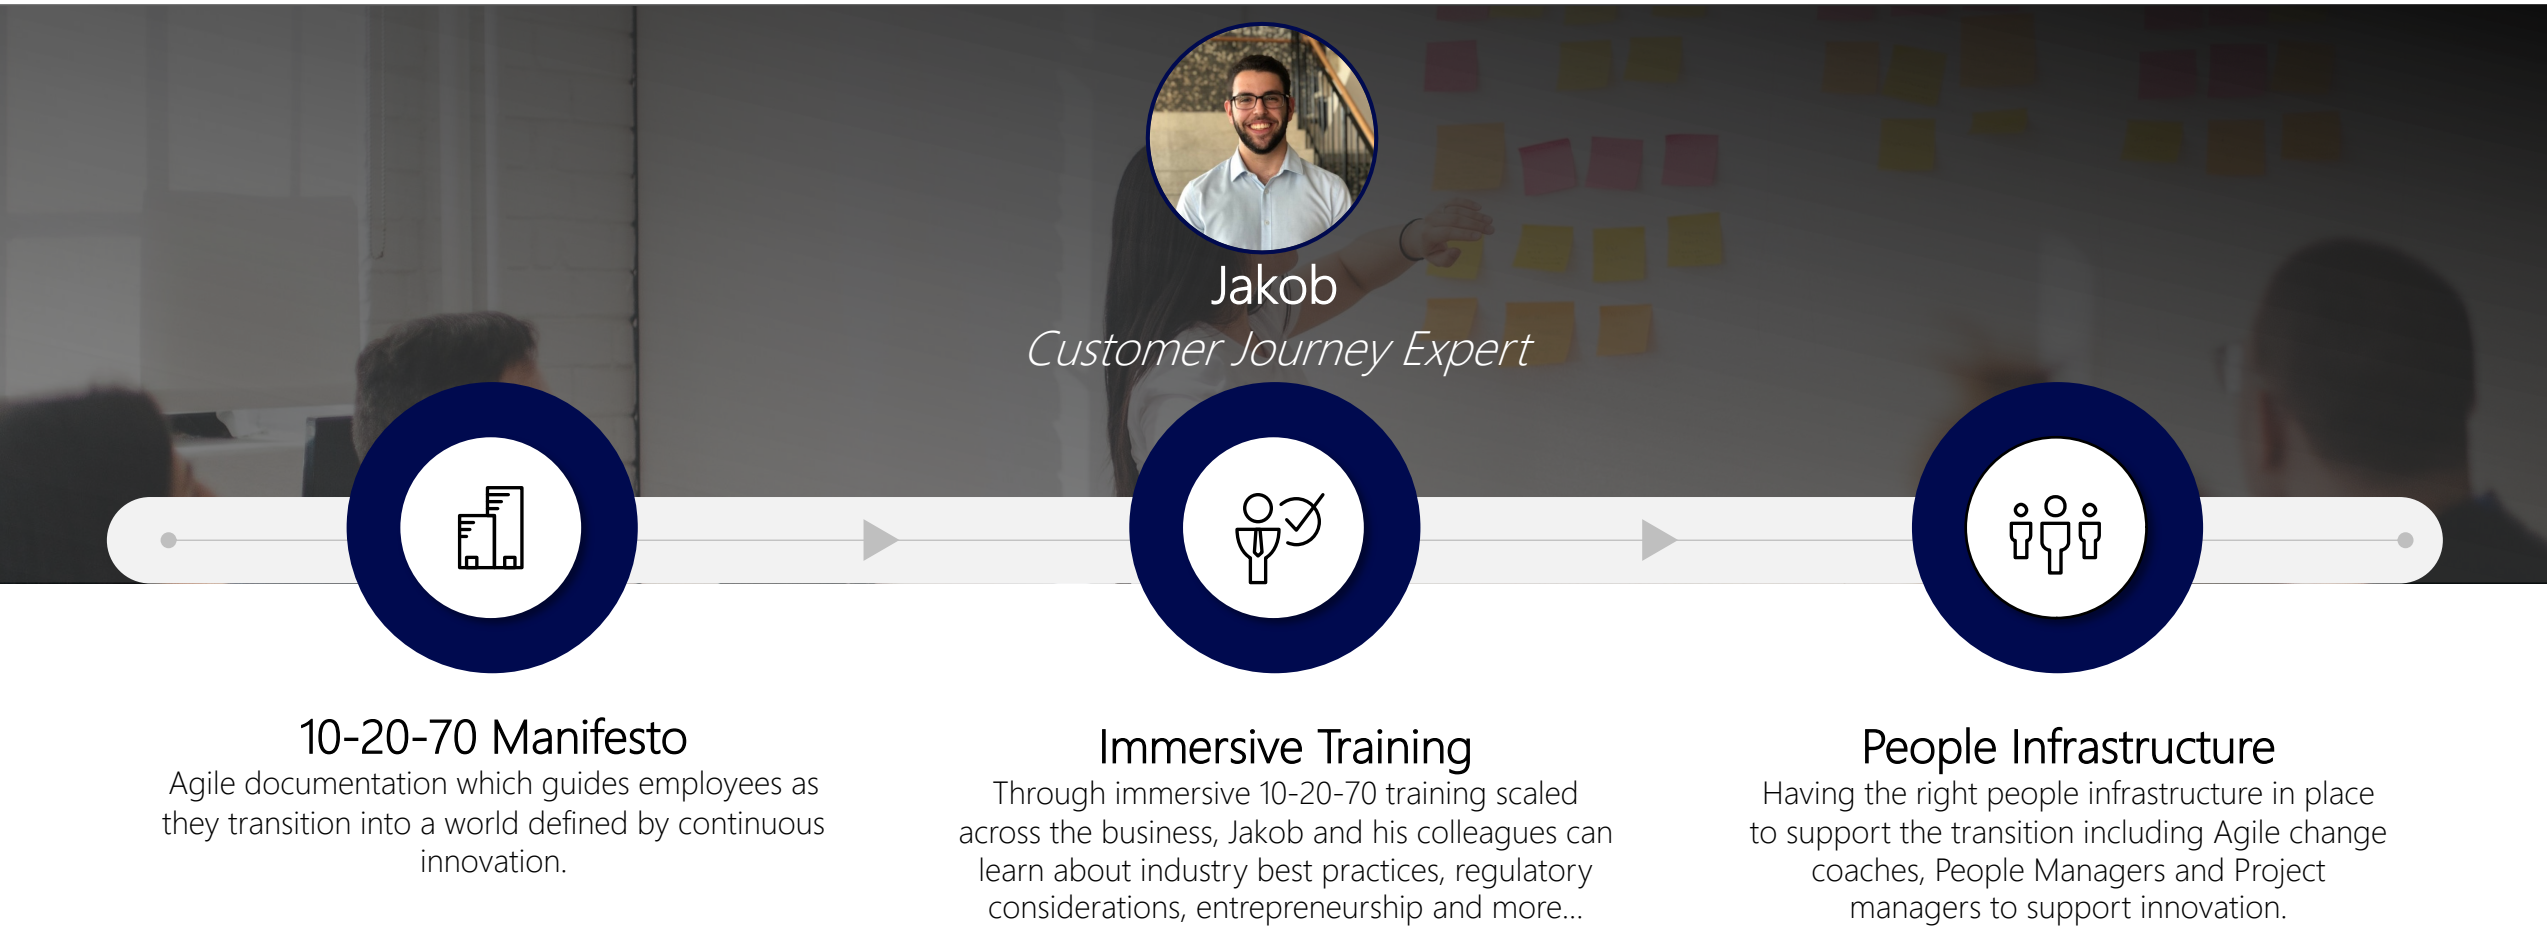 Jakob
Customer Journey Expert
10-20-70 Manifesto
Agile documentation which guides employees as
they transition into a world defined by continuous
innovation.
Immersive Training
Through immersive 10-20-70 training scaled
across the business, Jakob and his colleagues can
learn about industry best practices, regulatory
considerations, entrepreneurship and more...
People Infrastructure
Having the right people infrastructure in place
to support the transition including Agile change
coaches, People Managers and Project
managers to support innovation.